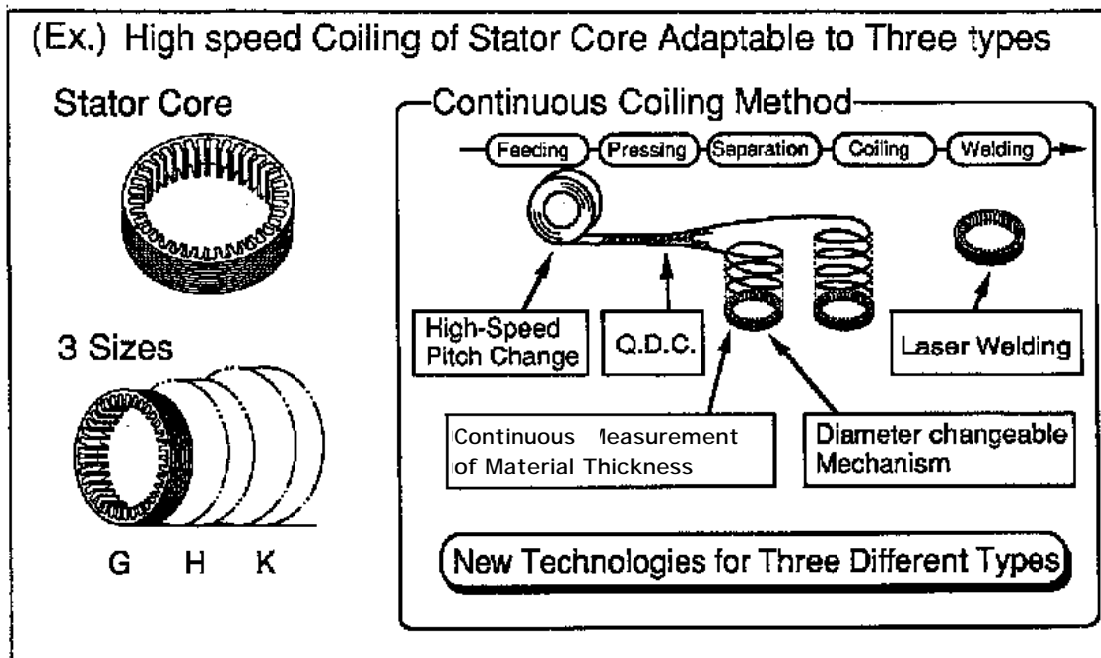 (Ex.) High speed Coiling of Stator Core Adaptable to Three types
Stator Core
Continuous Coiling Method
Feeding Pressing Separation Coiling Welding
High-Speed
Pitch Change
Q.D.C.
Laser Welding
3 Sizes
Continuous Measurement
of Material Thickness
Diameter changeable
Mechanism
G H K
New Technologies for Three Different Types